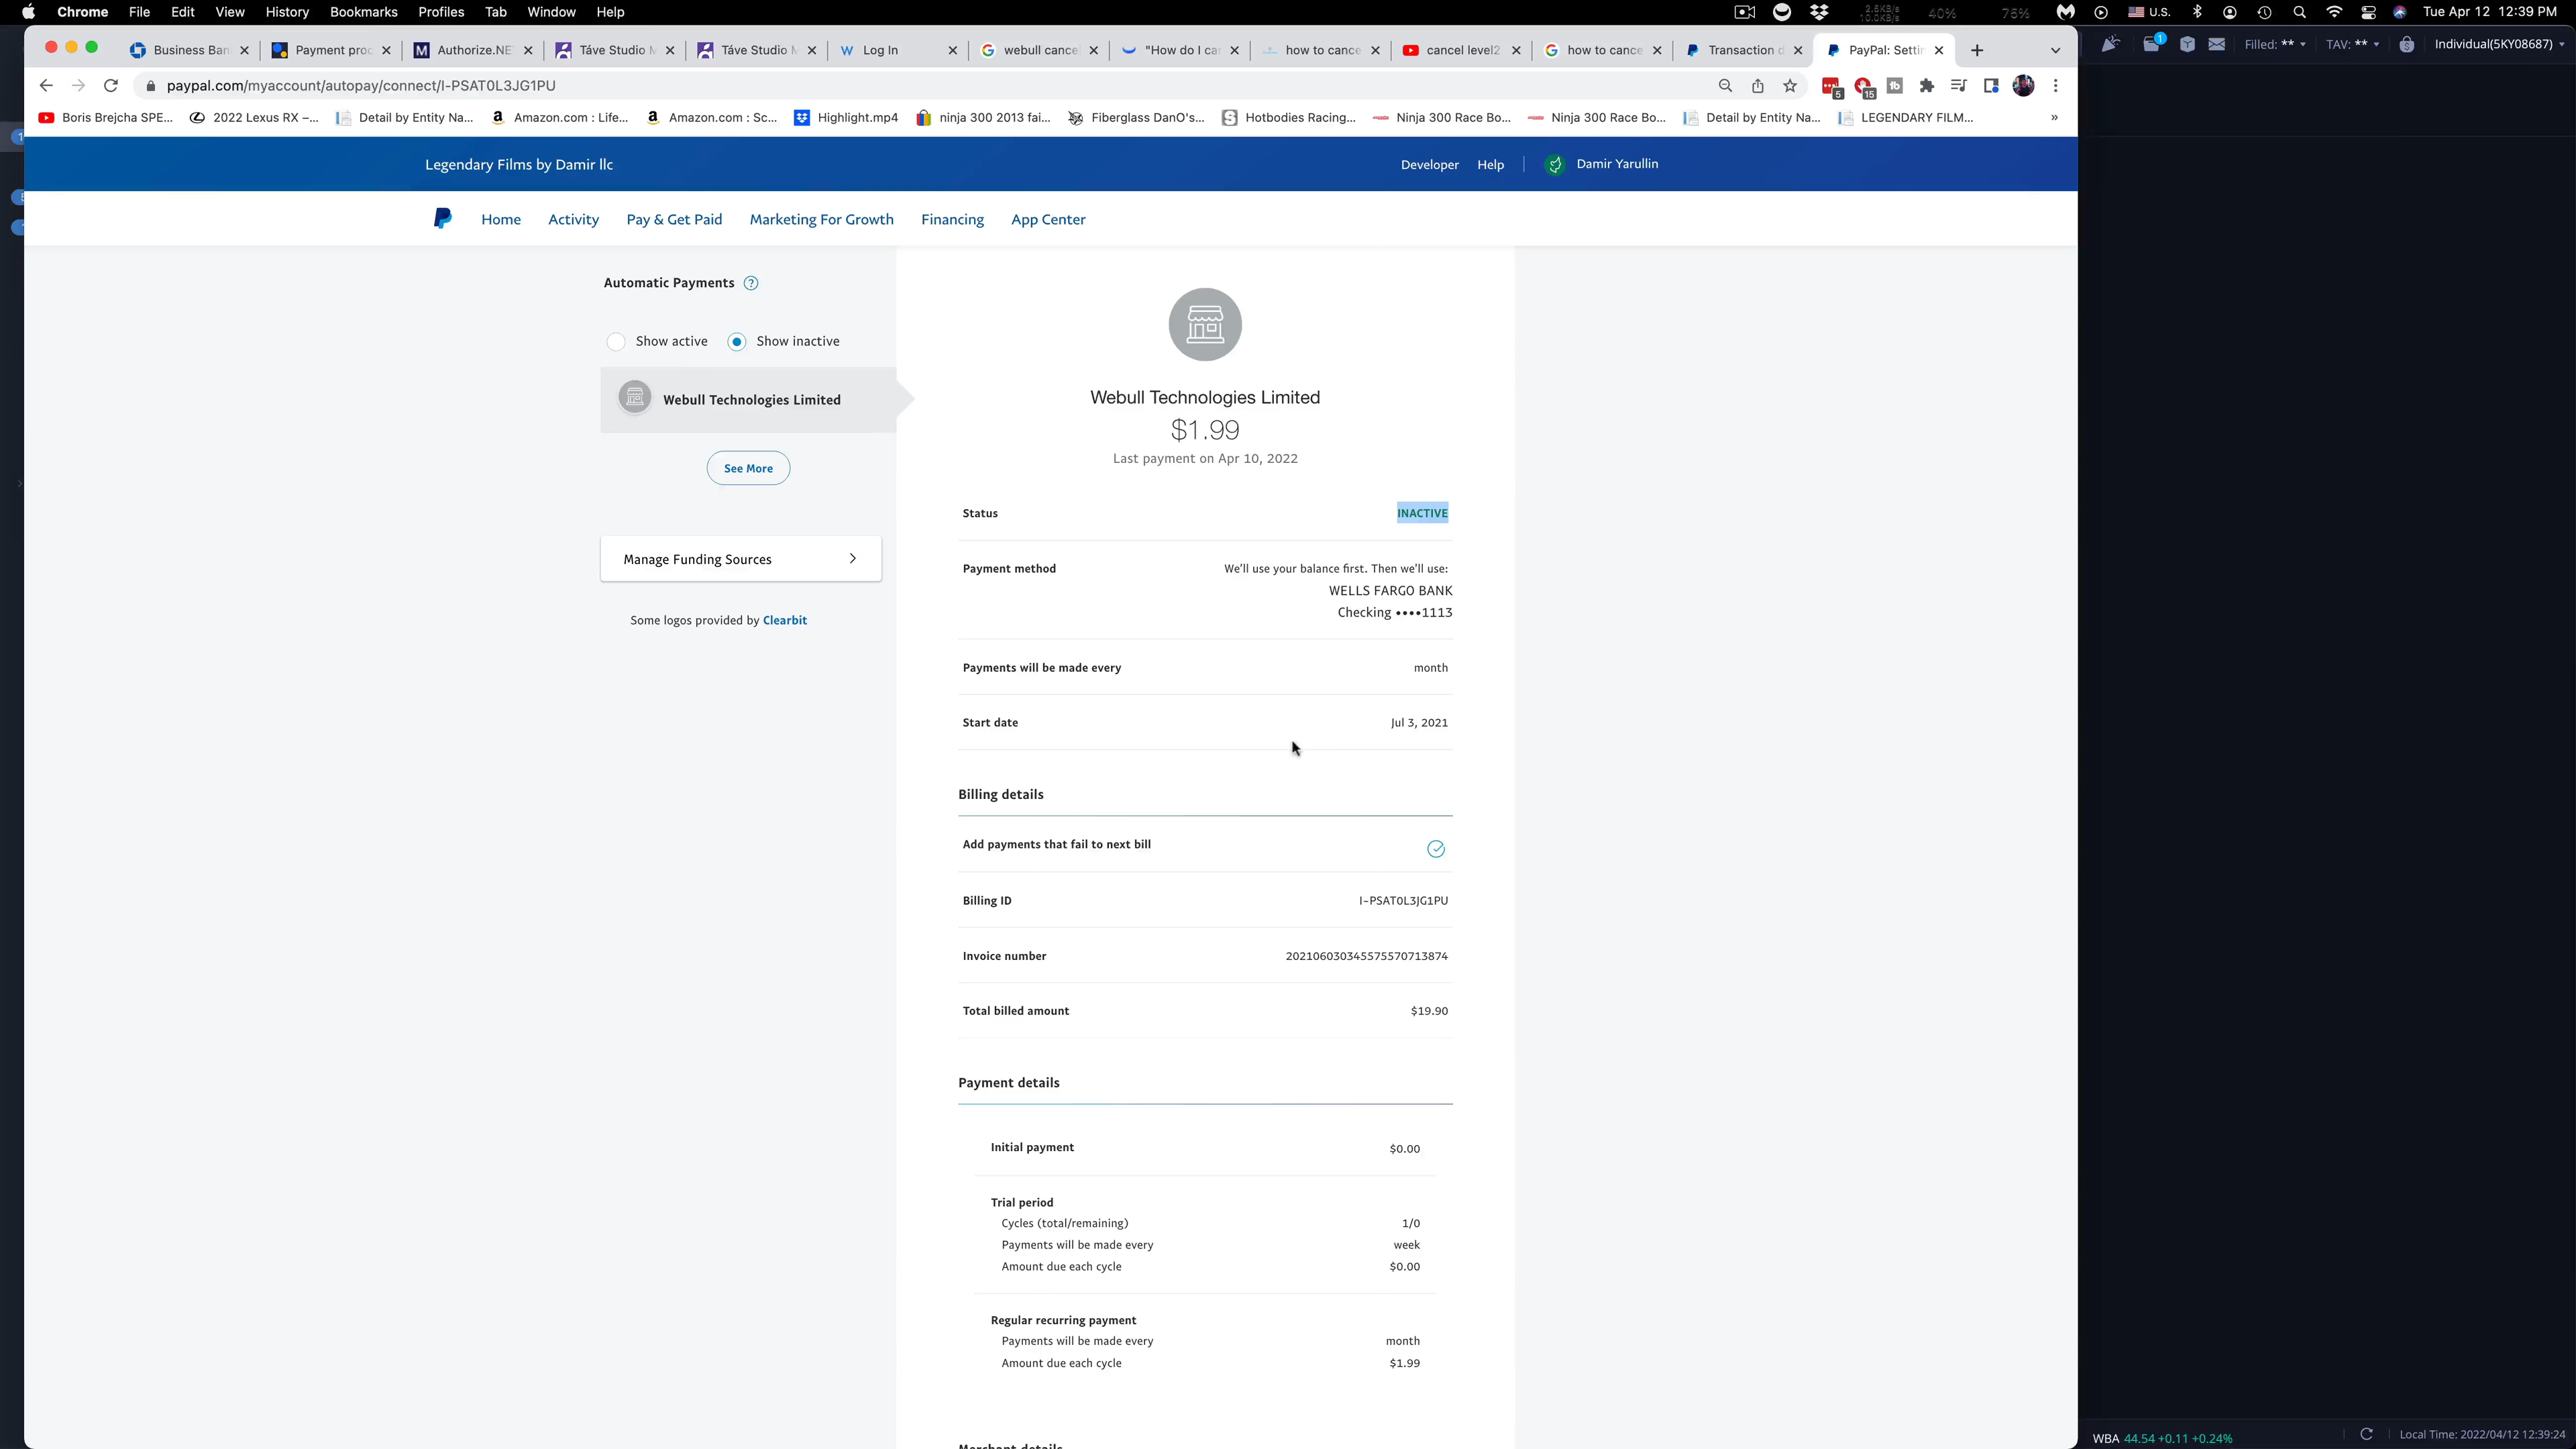 Chrome File Edit View History Bookmarks Profiles Tab Window Help
2.5KB/s
10.0KB/s
40% 75% U.S. Tue Apr 12 12:39 PM
Business Ban Payment proc Authorize.NE Táve Studio M Táve Studio M Log In webull cance "How do I ca how to cance cancel level2 how to cance Transaction d PayPal: Settin
1 Filled: ** TAV: ** Individual(5KY08687)
paypal.com/myaccount/autopay/connect/I-PSAT0L3JG1PU
5 15
Boris Brejcha SPE... 2022 Lexus RX –... Detail by Entity Na... Amazon.com : Life... Amazon.com : Sc... Highlight.mp4 ninja 300 2013 fai... Fiberglass DanO's... Hotbodies Racing... Ninja 300 Race Bo... Ninja 300 Race Bo... Detail by Entity Na... LEGENDARY FILM... »
Legendary Films by Damir llc
Developer Help Damir Yarullin
Home Activity Pay & Get Paid Marketing For Growth Financing App Center
Automatic Payments ?
Show active Show inactive
Webull Technologies Limited
See More
Manage Funding Sources
Some logos provided by Clearbit
Webull Technologies Limited
$1.99
Last payment on Apr 10, 2022
Status INACTIVE
Payment method We'll use your balance first. Then we'll use:
WELLS FARGO BANK
Checking ••••1113
Payments will be made every month
Start date Jul 3, 2021
Billing details
Add payments that fail to next bill
Billing ID I-PSAT0L3JG1PU
Invoice number 202106030345575570713874
Total billed amount $19.90
Payment details
Initial payment $0.00
Trial period
Cycles (total/remaining) 1/0
Payments will be made every week
Amount due each cycle $0.00
Regular recurring payment
Payments will be made every month
Amount due each cycle $1.99
Merchant details
WBA 44.54 +0.11 +0.24% Local Time: 2022/04/12 12:39:24